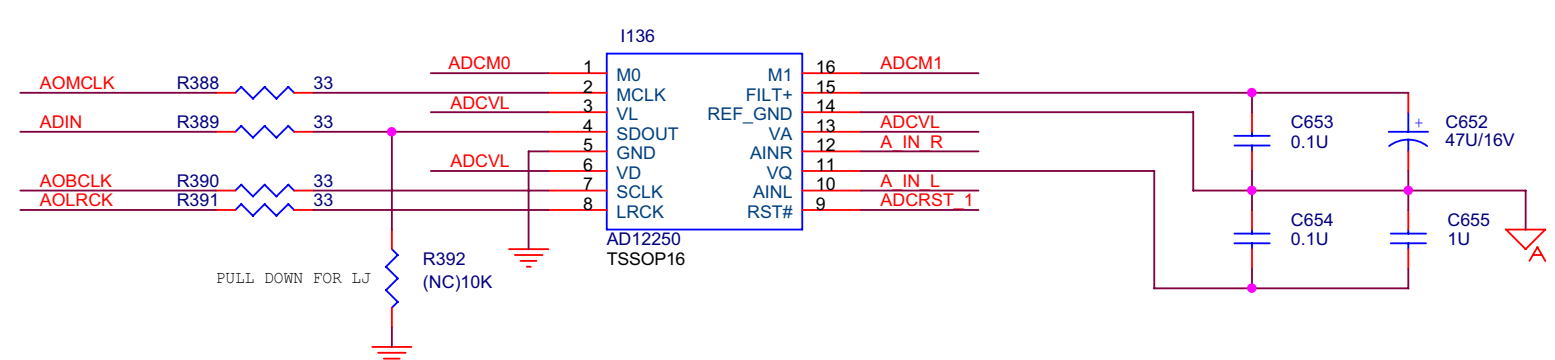 I136
ADCM0 1 M0 M1 16 ADCM1
AOMCLK R388 33 2 MCLK FILT+ 15
ADCVL 3 VL REF_GND 14
ADIN R389 33 4 SDOUT VA 13 ADCVL
5 GND AINR 12 A_IN_R
ADCVL 6 VD VQ 11
AOBCLK R390 33 7 SCLK AINL 10 A_IN_L
AOLRCK R391 33 8 LRCK RST# 9 ADCRST_1
AD12250
TSSOP16
C653
0.1U
+
C652
47U/16V
C654
0.1U
C655
1U
A
R392
(NC)10K
PULL DOWN FOR LJ